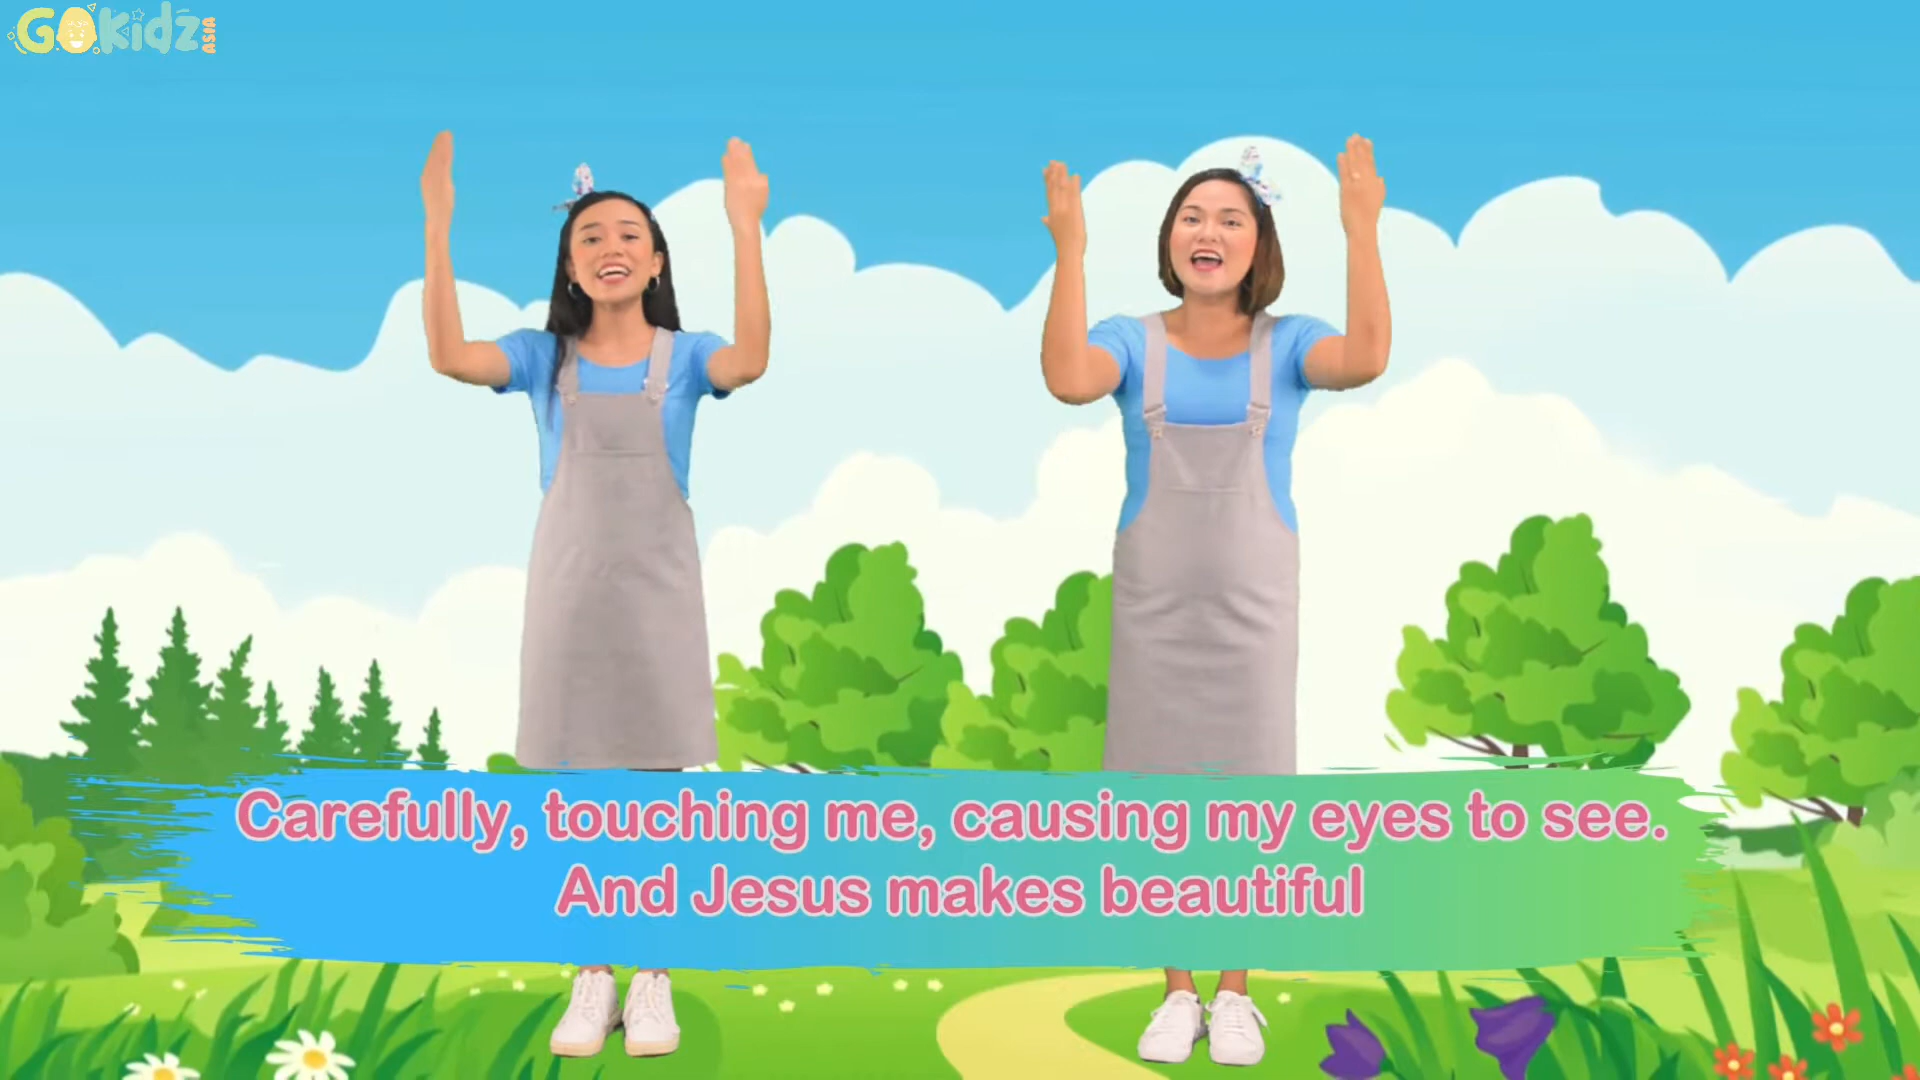 GOKidz ASIA
Carefully, touching me, causing my eyes to see.
And Jesus makes beautiful